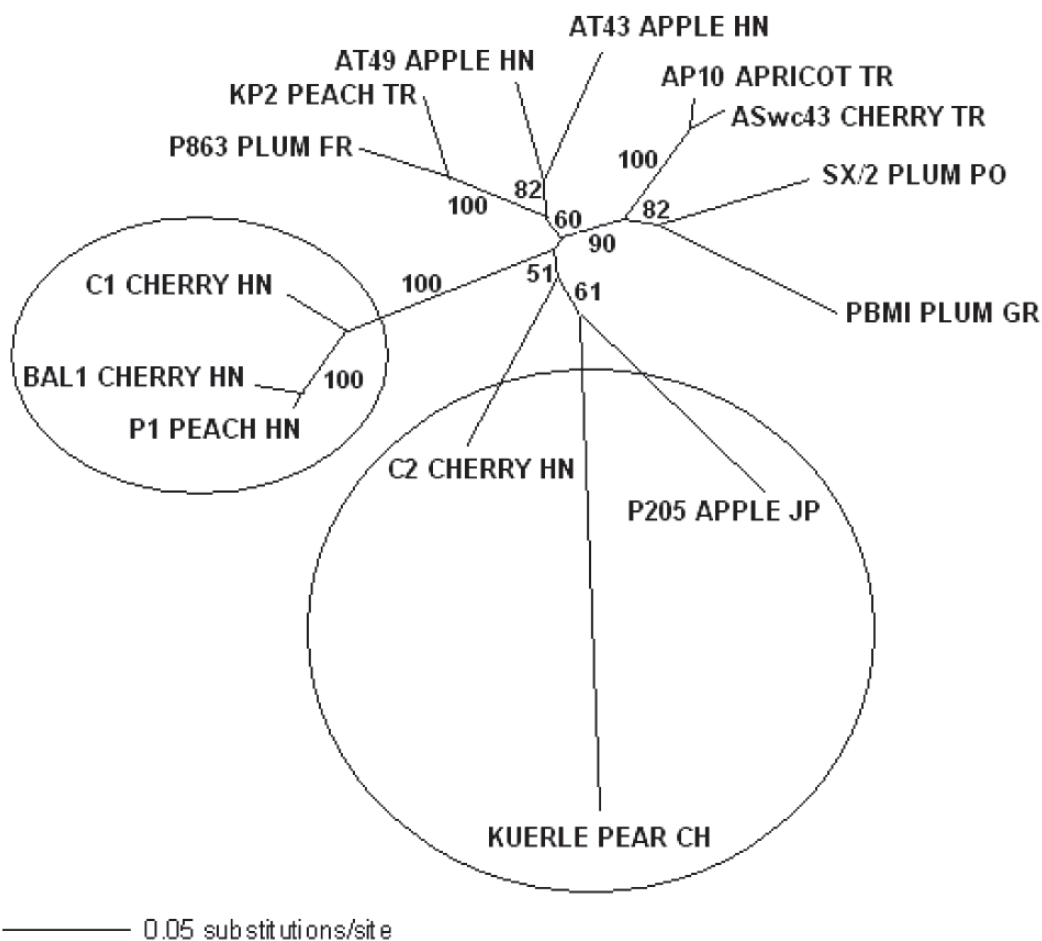 AT43 APPLE HN
AT49 APPLE HN
AP10 APRICOT TR
KP2 PEACH TR
ASwc43 CHERRY TR
P863 PLUM FR
100
SX/2 PLUM PO
82
100
82
60
90
51
100
61
C1 CHERRY HN
PBMI PLUM GR
BAL1 CHERRY HN
100
P1 PEACH HN
C2 CHERRY HN
P205 APPLE JP
KUERLE PEAR CH
0.05 substitutions/site